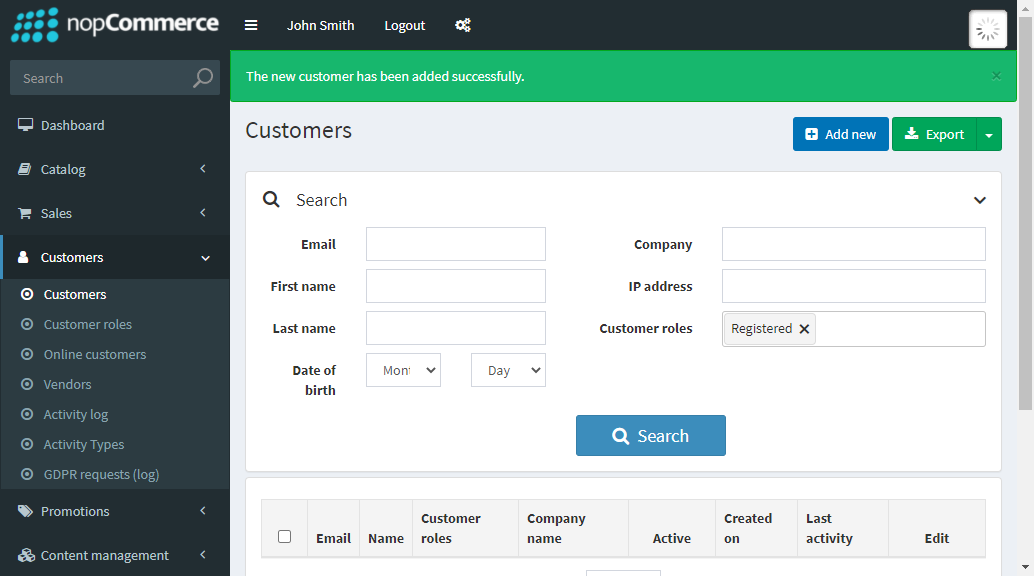 nopCommerce
John Smith
Logout
The new customer has been added successfully.
×
Search
Dashboard
Catalog
Sales
Customers
Customers
Customer roles
Online customers
Vendors
Activity log
Activity Types
GDPR requests (log)
Promotions
Content management
Customers
Add new
Export
Search
Email
Company
First name
IP address
Last name
Customer roles
Registered
Date of
birth
Day
Search
Email
Name
Customer
roles
Company
name
Active
Created
on
Last
activity
Edit